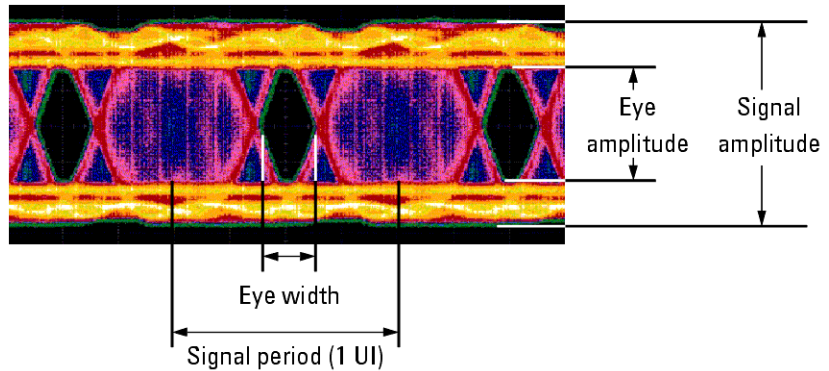 Eye
amplitude
Signal
amplitude
Eye width
Signal period (1 UI)